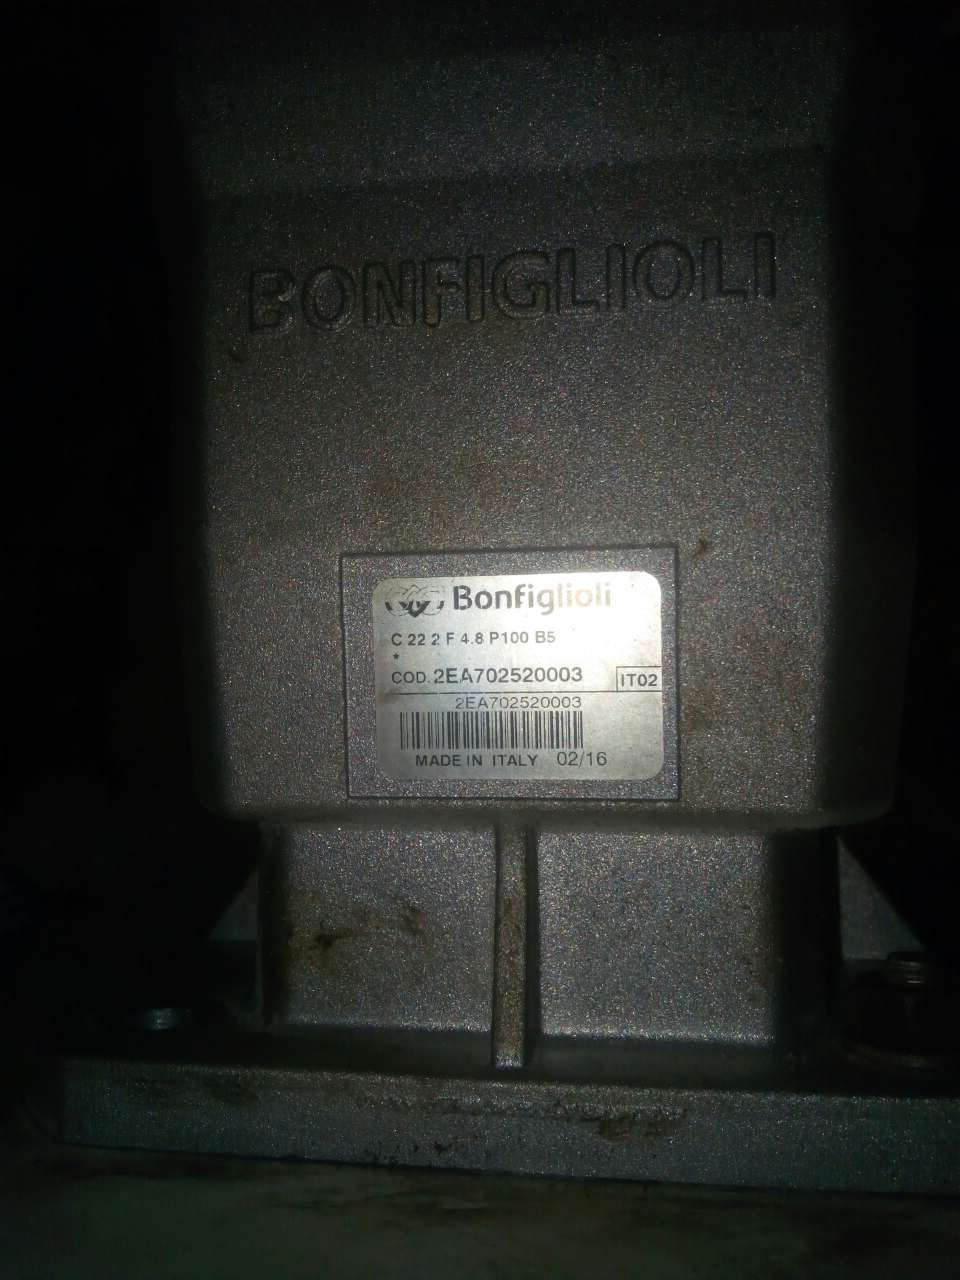 BONFIGLIOLI
Bonfiglioli
C 22 2 F 4.8 P100 B5
*
COD. 2EA702520003 IT02
2EA702520003
MADE IN ITALY 02/16